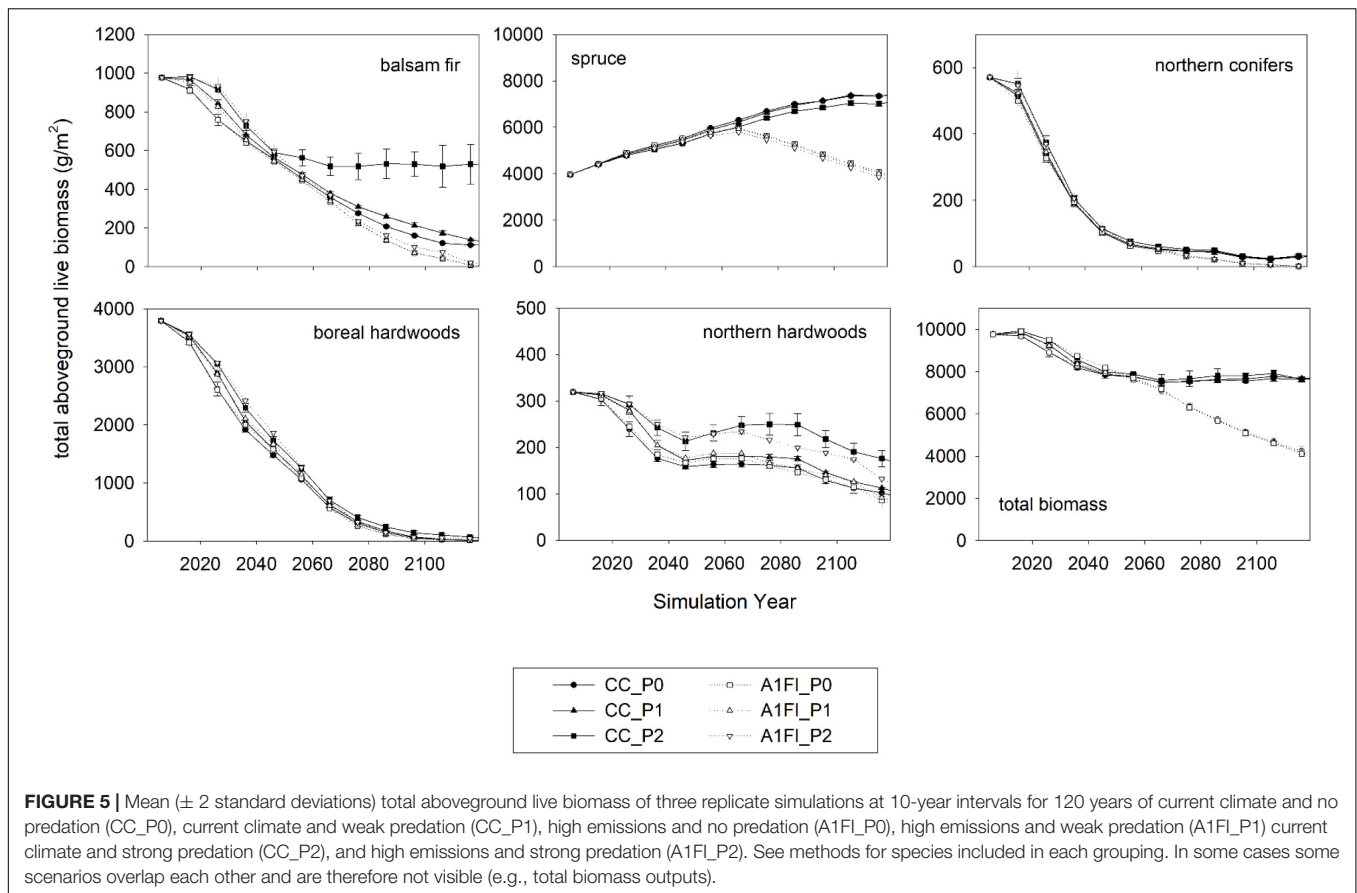 total aboveground live biomass (g/m²)
1200
1000
800
600
400
200
0
balsam fir
10000
8000
6000
4000
2000
0
spruce
600
400
200
0
northern conifers
4000
3000
2000
1000
0
boreal hardwoods
2020 2040 2060 2080 2100
500
400
300
200
100
0
northern hardwoods
2020 2040 2060 2080 2100
10000
8000
6000
4000
2000
0
total biomass
2020 2040 2060 2080 2100
Simulation Year
CC_P0 A1FI_P0
CC_P1 A1FI_P1
CC_P2 A1FI_P2
FIGURE 5 | Mean (± 2 standard deviations) total aboveground live biomass of three replicate simulations at 10-year intervals for 120 years of current climate and no
predation (CC_P0), current climate and weak predation (CC_P1), high emissions and no predation (A1FI_P0), high emissions and weak predation (A1FI_P1) current
climate and strong predation (CC_P2), and high emissions and strong predation (A1FI_P2). See methods for species included in each grouping. In some cases some
scenarios overlap each other and are therefore not visible (e.g., total biomass outputs).